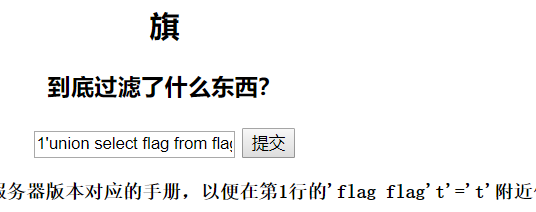 旗
到底过滤了什么东西？
1'union select flag from flag
提交
服务器版本对应的手册，以便在第1行的'flag flag't'='t'附近